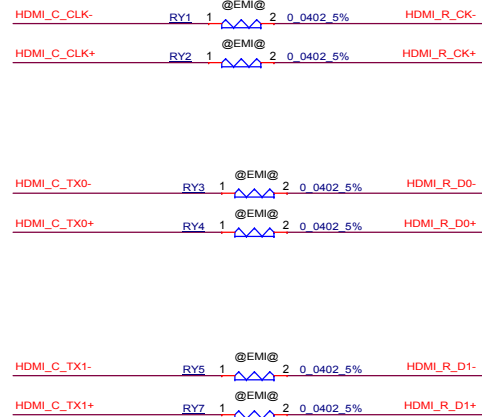 @EMI@
HDMI_C_CLK- RY1 1 2 0_0402_5% HDMI_R_CK-
@EMI@
HDMI_C_CLK+ RY2 1 2 0_0402_5% HDMI_R_CK+
@EMI@
HDMI_C_TX0- RY3 1 2 0_0402_5% HDMI_R_D0-
@EMI@
HDMI_C_TX0+ RY4 1 2 0_0402_5% HDMI_R_D0+
@EMI@
HDMI_C_TX1- RY5 1 2 0_0402_5% HDMI_R_D1-
@EMI@
HDMI_C_TX1+ RY7 1 2 0_0402_5% HDMI_R_D1+